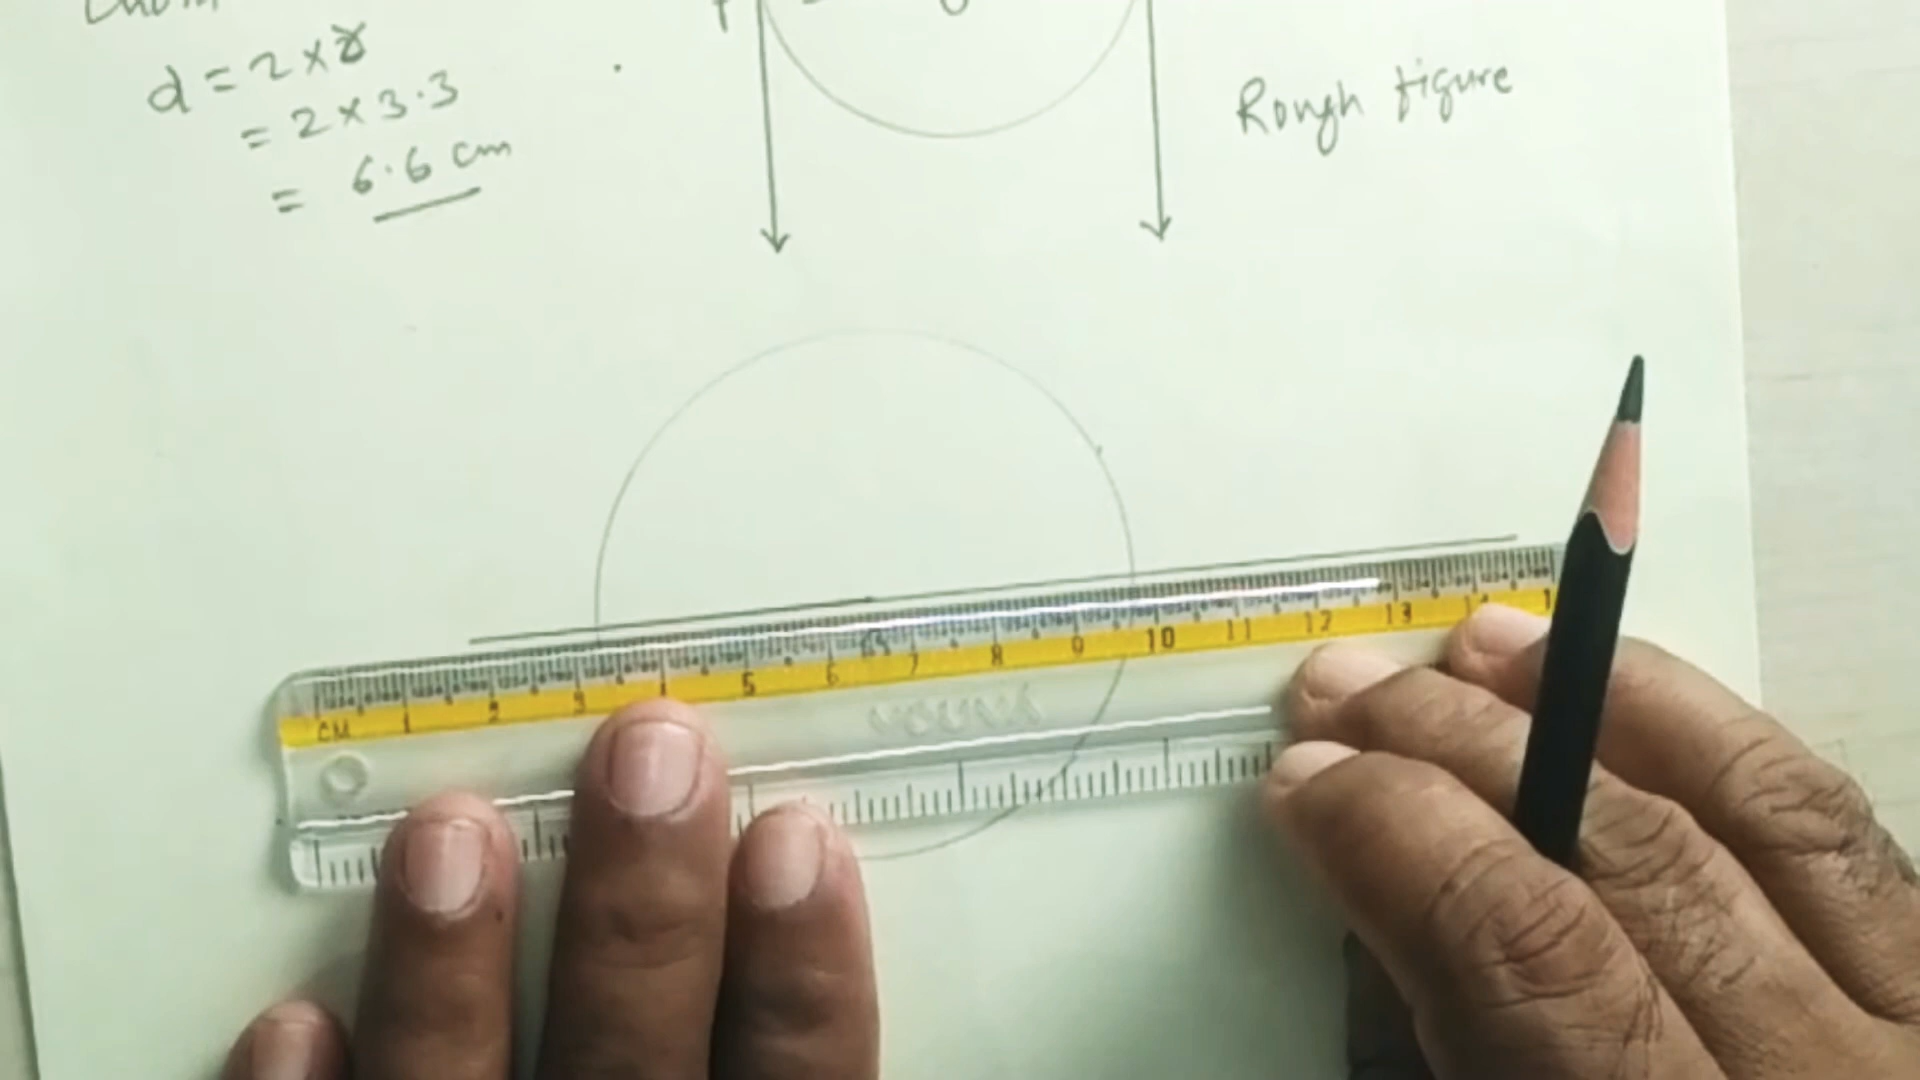 d = 2 × r
= 2 × 3.3
= 6.6 cm
Rough figure
CM 1 2 3 4 5 6 7 8 9 10 11 12 13 14